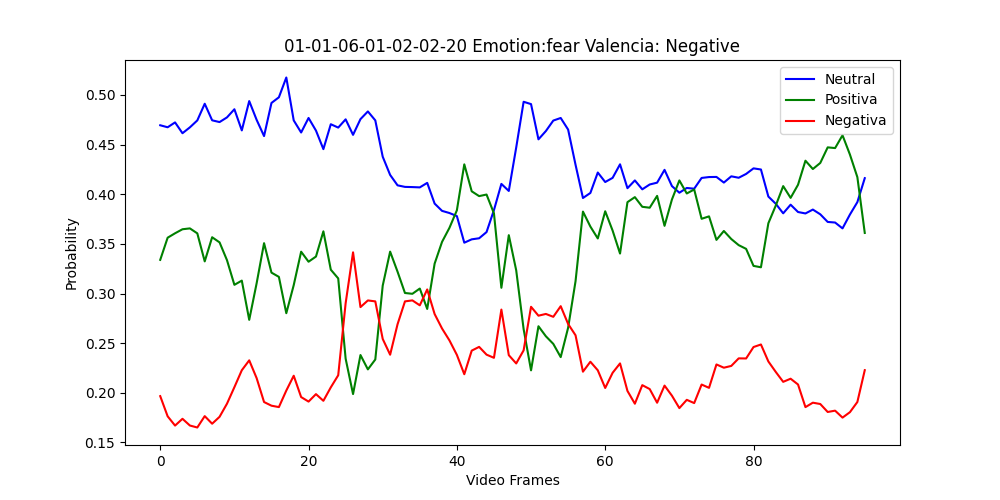 01-01-06-01-02-02-20 Emotion:fear Valencia: Negative
Neutral
Positiva
Negativa
Probability
0.50
0.45
0.40
0.35
0.30
0.25
0.20
0.15
0 20 40 60 80
Video Frames